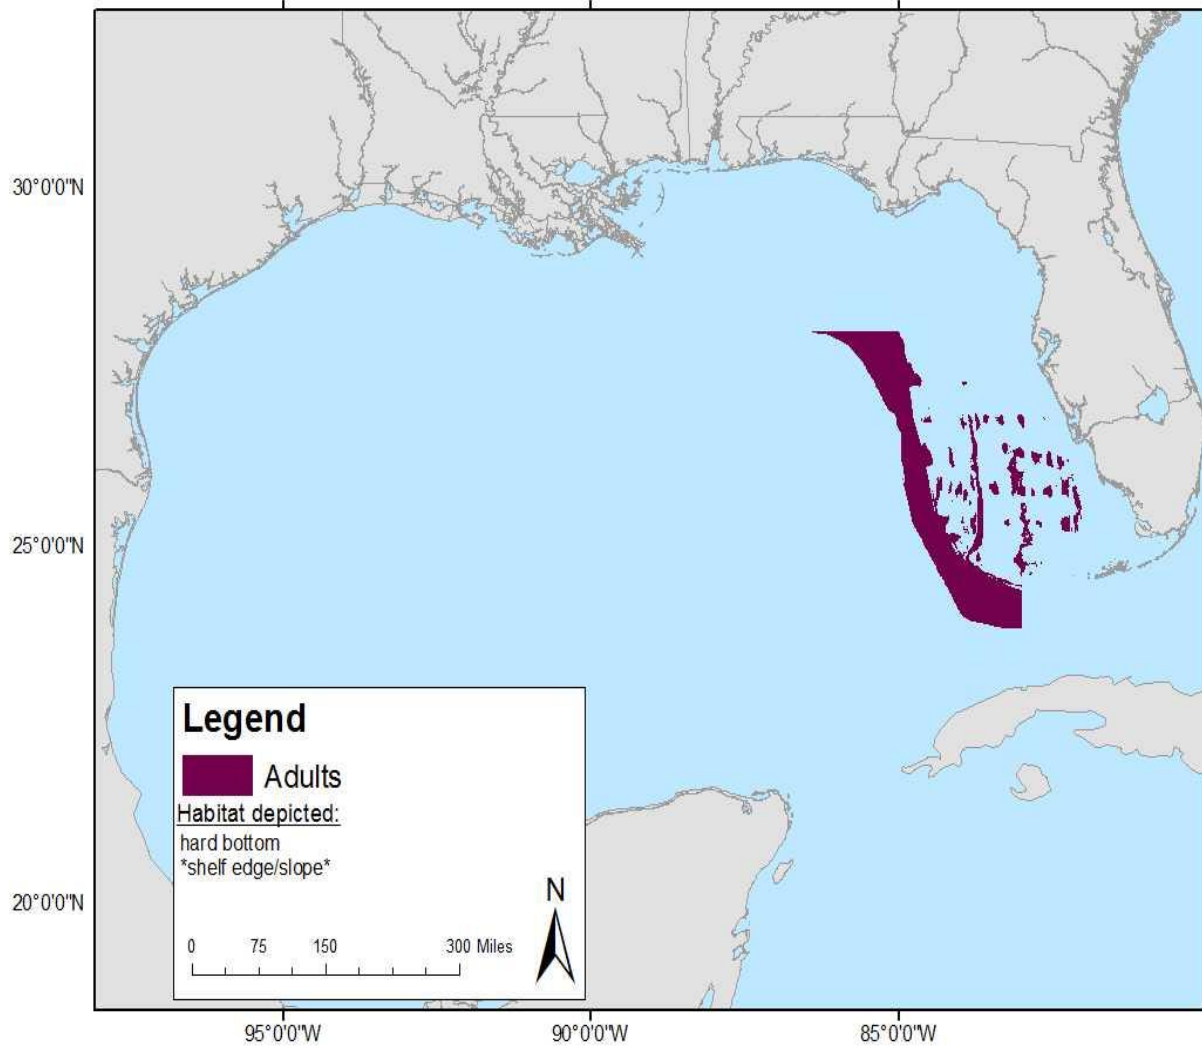 30°0'0"N
25°0'0"N
20°0'0"N
Legend
Adults
Habitat depicted:
hard bottom
*shelf edge/slope*
N
0 75 150 300 Miles
95°0'0"W 90°0'0"W 85°0'0"W